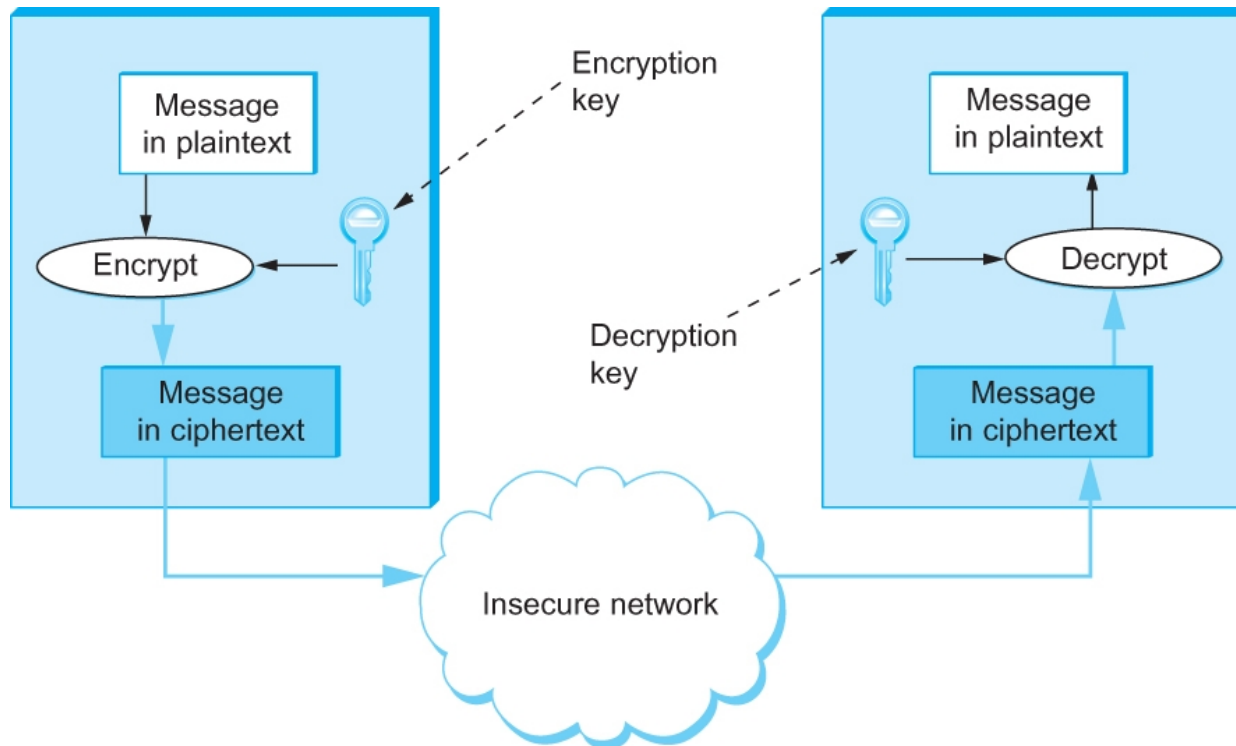 Message
in plaintext
Encrypt
Message
in ciphertext
Encryption
key
Decryption
key
Insecure network
Message
in plaintext
Decrypt
Message
in ciphertext